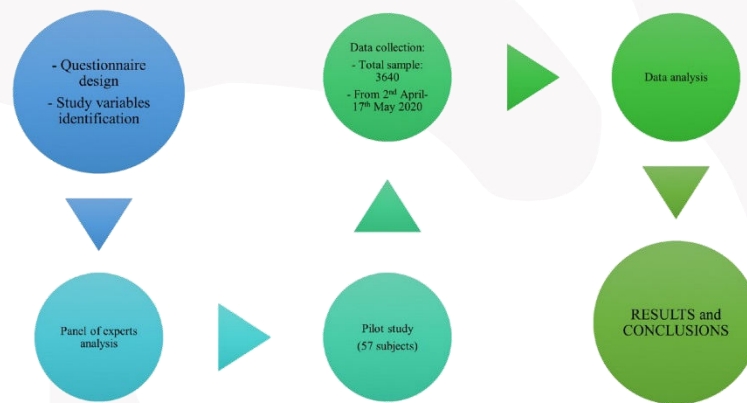 - Questionnaire
design
- Study variables
identification
Panel of experts
analysis
Pilot study
(57 subjects)
Data collection:
- Total sample:
3640
- From 2nd April-
17th May 2020
Data analysis
RESULTS and
CONCLUSIONS